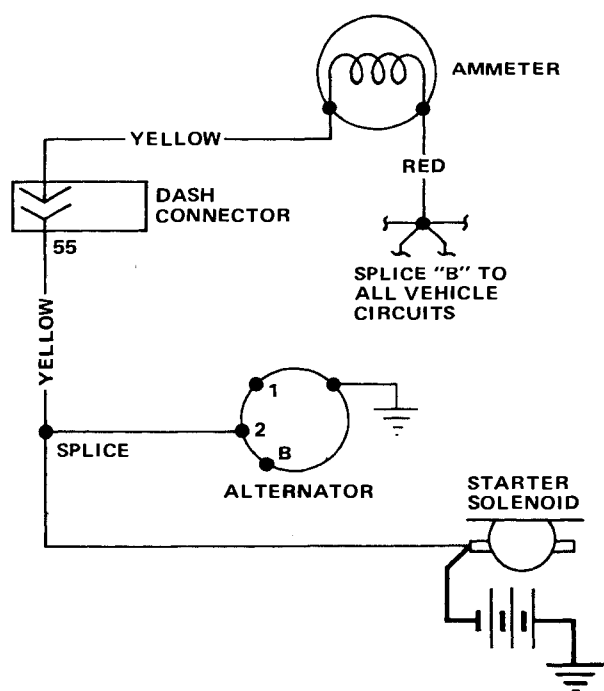 AMMETER
YELLOW
RED
DASH
CONNECTOR
55
SPLICE "B" TO
ALL VEHICLE
CIRCUITS
YELLOW
1
2
B
SPLICE
ALTERNATOR
STARTER
SOLENOID